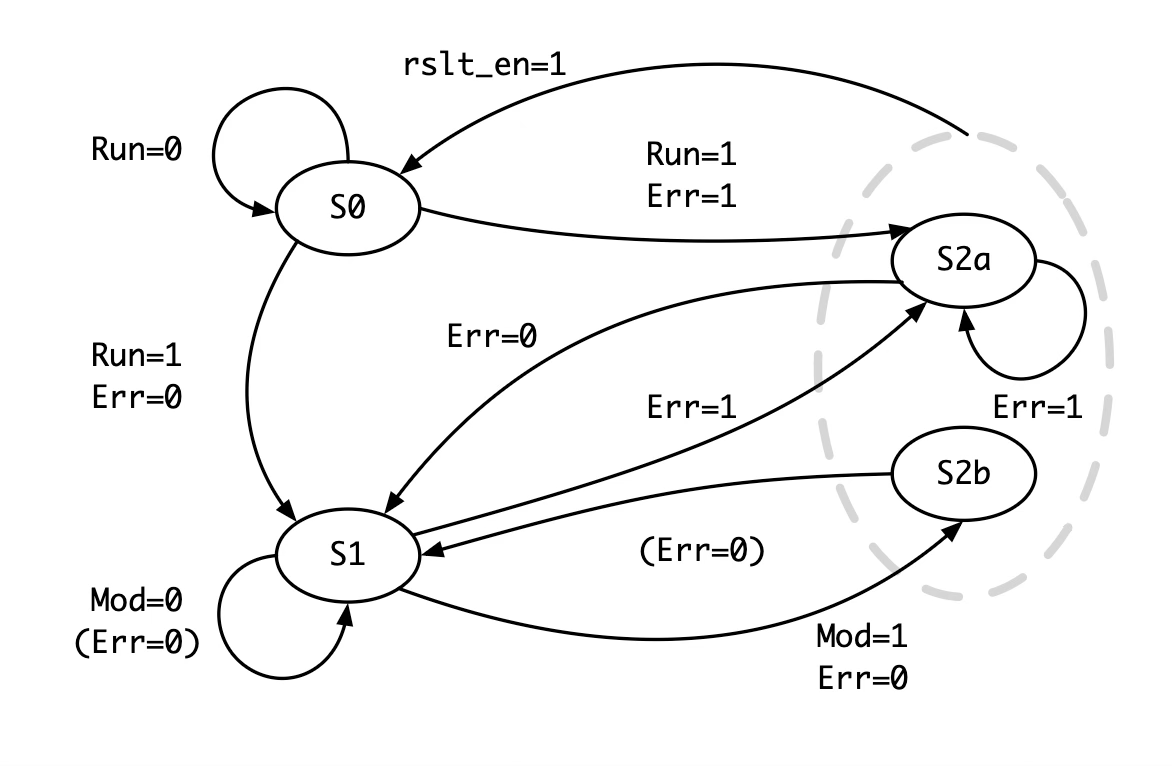 rslt_en=1
Run=0
Run=1
Err=1
S0
S2a
Err=0
Run=1
Err=0
Err=1
Err=1
S2b
S1
(Err=0)
Mod=0
(Err=0)
Mod=1
Err=0